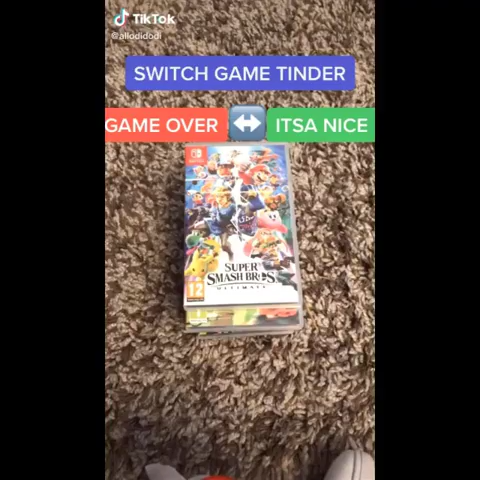 TikTok
@allodidodi
SWITCH GAME TINDER
GAME OVER ↔ ITSA NICE
SUPER
SMASH BROS.
ULTIMATE
12